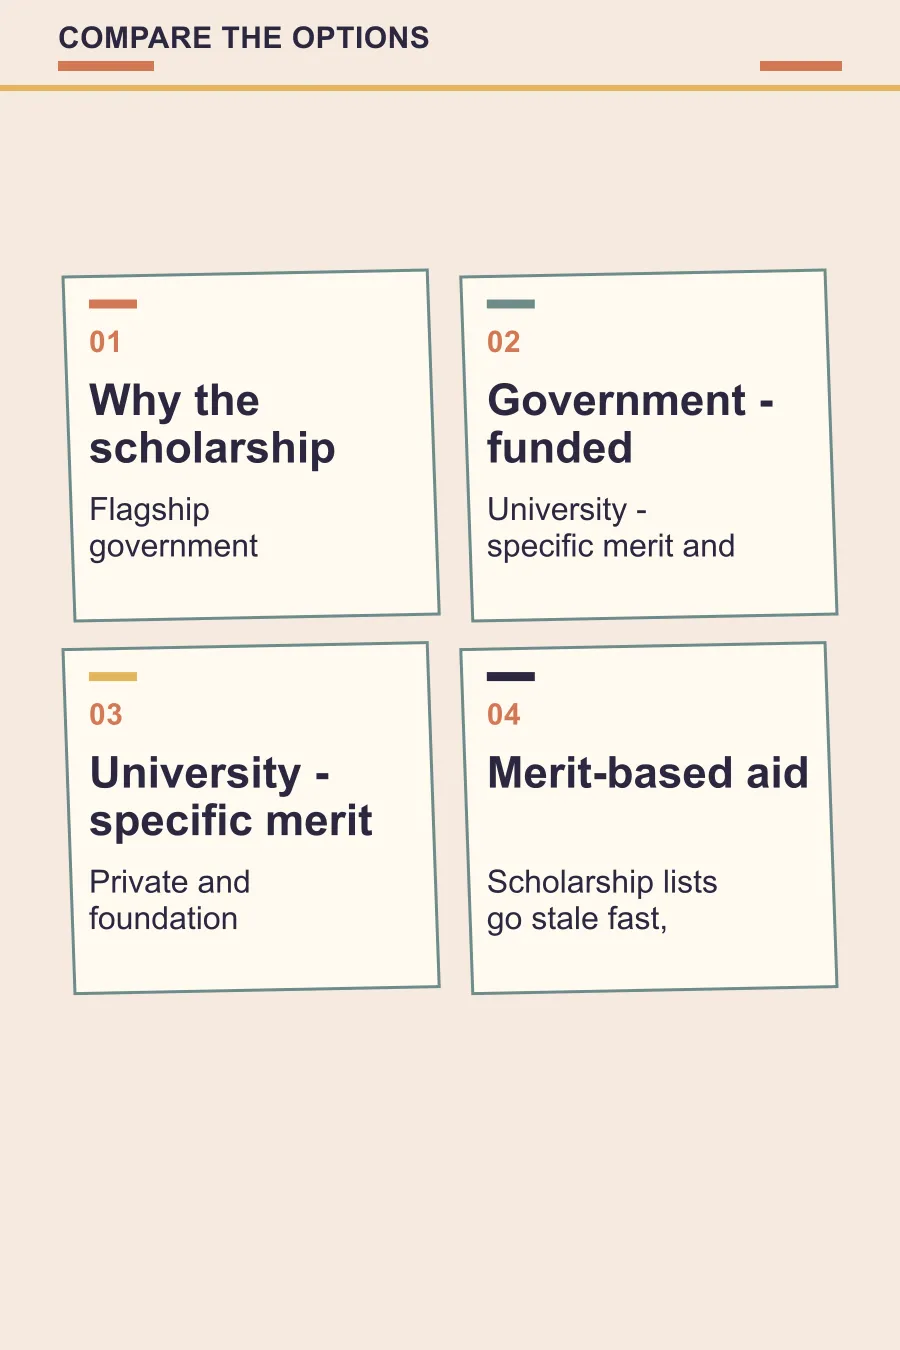 COMPARE THE OPTIONS
01
Why the
scholarship
Flagship
government
02
Government -
funded
University -
specific merit and
03
University -
specific merit
Private and
foundation
04
Merit-based aid
Scholarship lists
go stale fast,